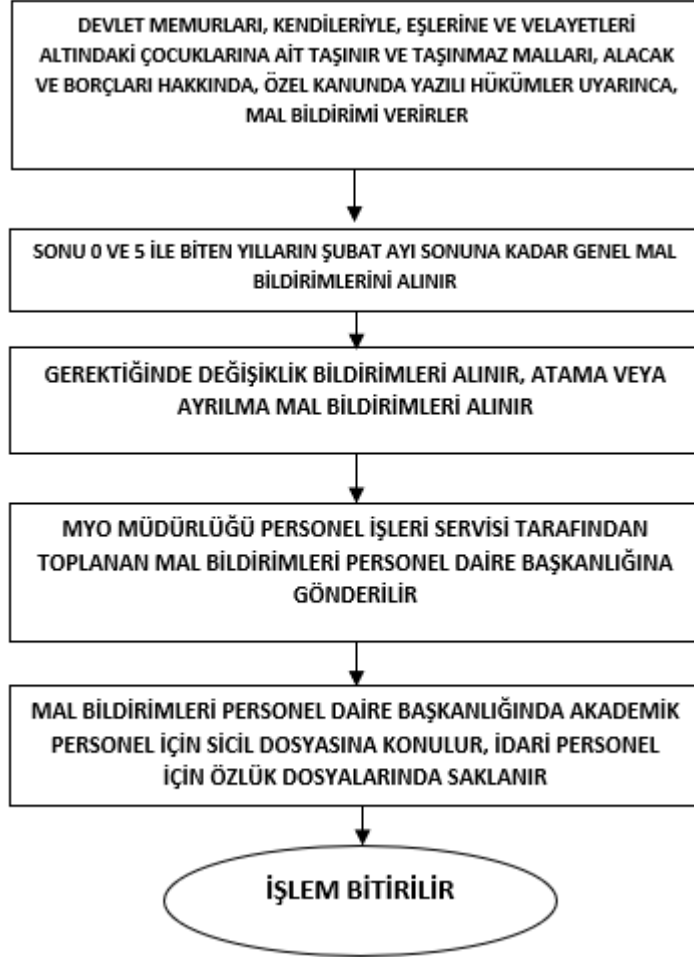 DEVLET MEMURLARI, KENDİLERİYLE, EŞLERİNE VE VELAYETLERİ
ALTINDAKİ ÇOCUKLARINA AİT TAŞINIR VE TAŞINMAZ MALLARI, ALACAK
VE BORÇLARI HAKKINDA, ÖZEL KANUNDA YAZILI HÜKÜMLER UYARINCA,
MAL BİLDİRİMİ VERİRLER
SONU 0 VE 5 İLE BİTEN YILLARIN ŞUBAT AYI SONUNA KADAR GENEL MAL
BİLDİRİMLERİNİ ALINIR
GEREKTİĞİNDE DEĞİŞİKLİK BİLDİRİMLERİ ALINIR, ATAMA VEYA
AYRILMA MAL BİLDİRİMLERİ ALINIR
MYO MÜDÜRLÜĞÜ PERSONEL İŞLERİ SERVİSİ TARAFINDAN
TOPLANAN MAL BİLDİRİMLERİ PERSONEL DAİRE BAŞKANLIĞINA
GÖNDERİLİR
MAL BİLDİRİMLERİ PERSONEL DAİRE BAŞKANLIĞINDA AKADEMİK
PERSONEL İÇİN SİCİL DOSYASINA KONULUR, İDARİ PERSONEL
İÇİN ÖZLÜK DOSYALARINDA SAKLANIR
İŞLEM BİTİRİLİR